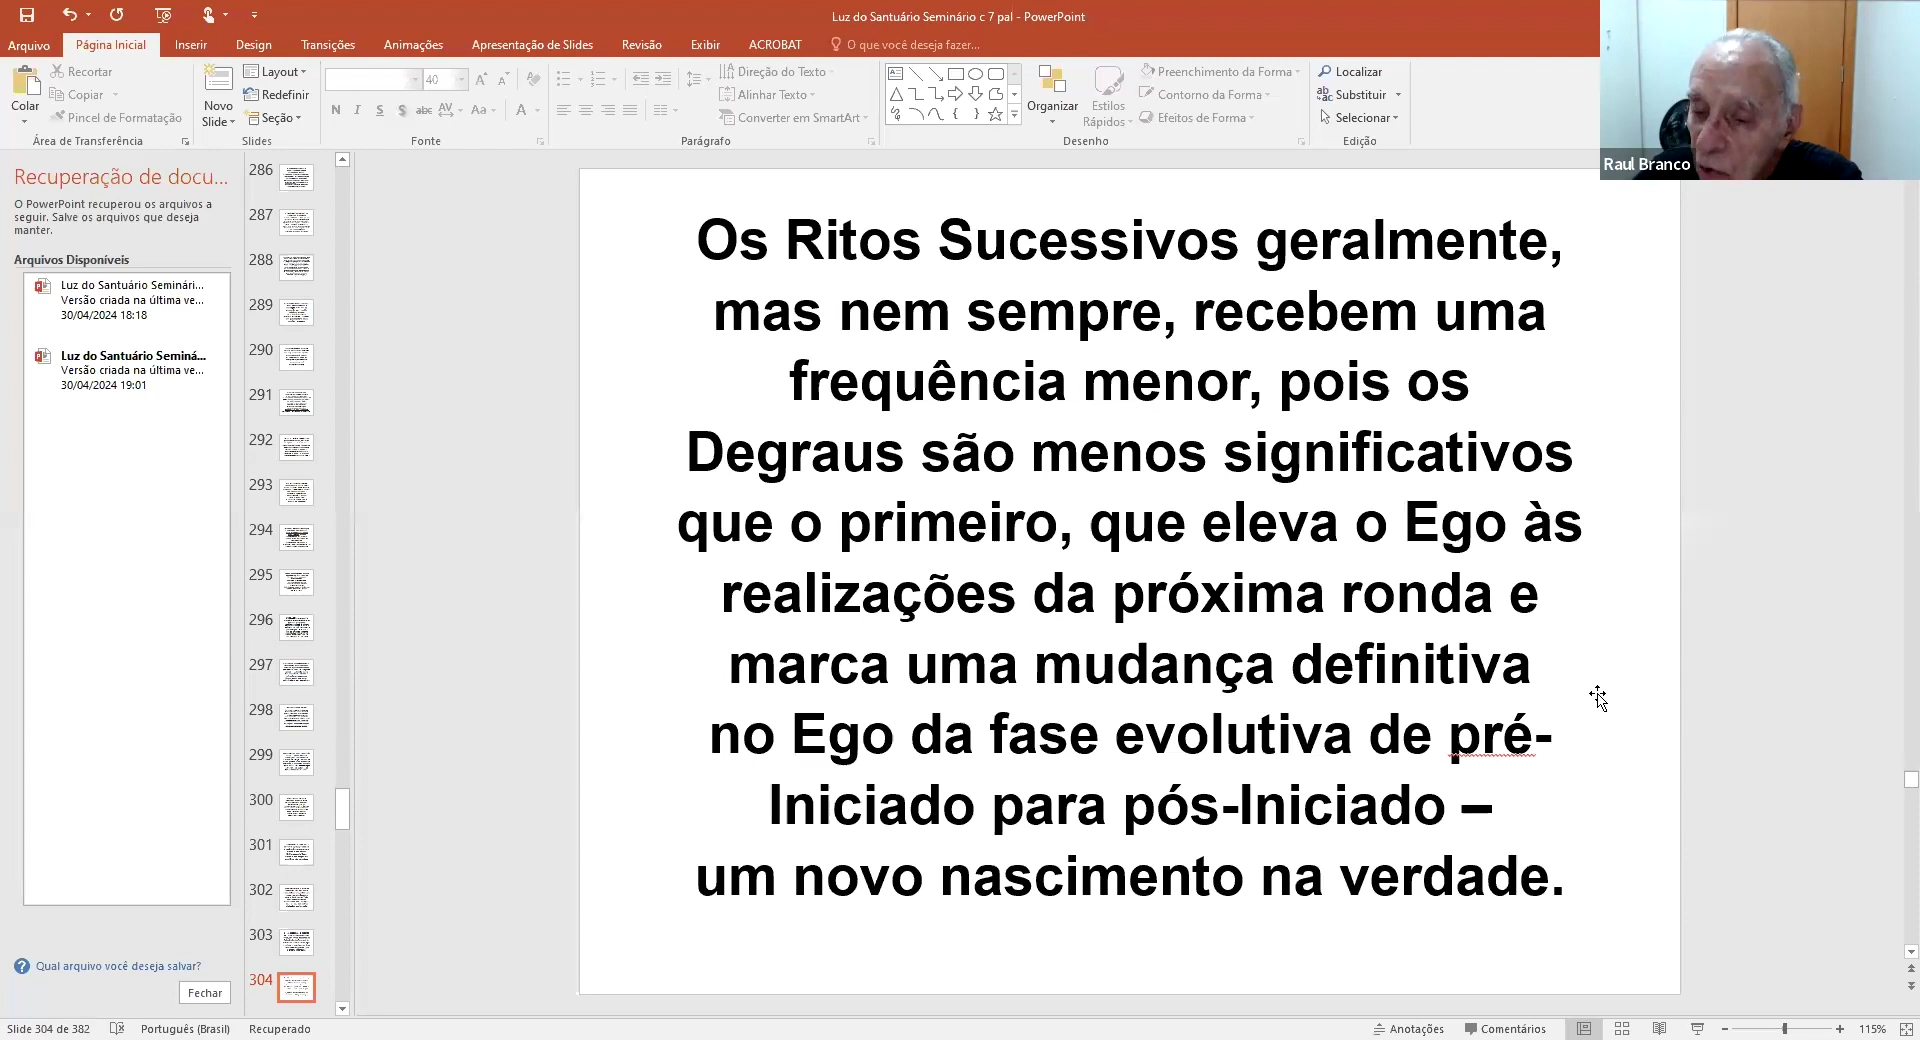 Luz do Santuário Seminário c 7 pal - PowerPoint
Arquivo
Página Inicial
Inserir
Design
Transições
Animações
Apresentação de Slides
Revisão
Exibir
ACROBAT
O que você deseja fazer...
Colar
Recortar
Copiar
Pincel de Formatação
Área de Transferência
Novo
Slide
Layout
Redefinir
Seção
Slides
40
N I S S abc AV Aa A
Fonte
Direção do Texto
Alinhar Texto
Converter em SmartArt
Parágrafo
Organizar
Estilos
Rápidos
Preenchimento da Forma
Contorno da Forma
Efeitos de Forma
Desenho
Localizar
Substituir
Selecionar
Edição
Raul Branco
Recuperação de docu...
O PowerPoint recuperou os arquivos a
seguir. Salve os arquivos que deseja
manter.
Arquivos Disponíveis
Luz do Santuário Seminári...
Versão criada na última ve...
30/04/2024 18:18
Luz do Santuário Seminá...
Versão criada na última ve...
30/04/2024 19:01
Qual arquivo você deseja salvar?
Fechar
286
287
288
289
290
291
292
293
294
295
296
297
298
299
300
301
302
303
304
Os Ritos Sucessivos geralmente,
mas nem sempre, recebem uma
frequência menor, pois os
Degraus são menos significativos
que o primeiro, que eleva o Ego às
realizações da próxima ronda e
marca uma mudança definitiva
no Ego da fase evolutiva de pré-
Iniciado para pós-Iniciado –
um novo nascimento na verdade.
Slide 304 de 382
Português (Brasil)
Recuperado
Anotações
Comentários
115%